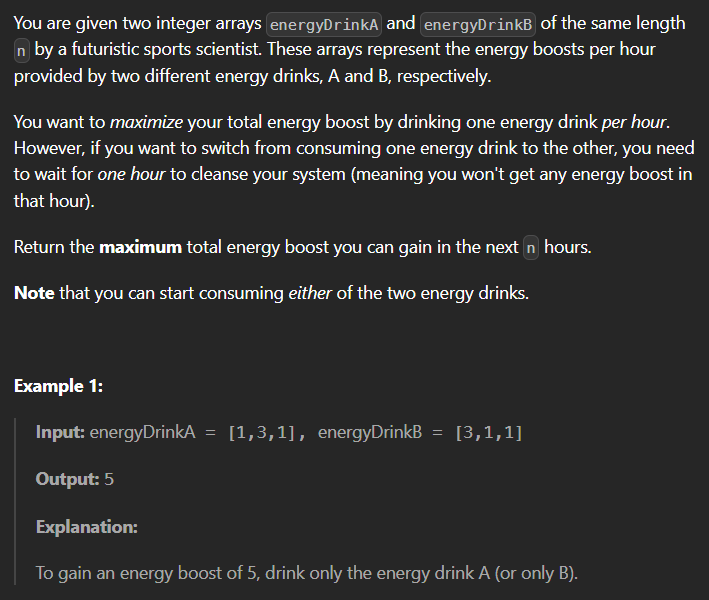 You are given two integer arrays energyDrinkA and energyDrinkB of the same length
n by a futuristic sports scientist. These arrays represent the energy boosts per hour
provided by two different energy drinks, A and B, respectively.
You want to maximize your total energy boost by drinking one energy drink per hour.
However, if you want to switch from consuming one energy drink to the other, you need
to wait for one hour to cleanse your system (meaning you won't get any energy boost in
that hour).
Return the maximum total energy boost you can gain in the next n hours.
Note that you can start consuming either of the two energy drinks.
Example 1:
Input: energyDrinkA = [1,3,1], energyDrinkB = [3,1,1]
Output: 5
Explanation:
To gain an energy boost of 5, drink only the energy drink A (or only B).